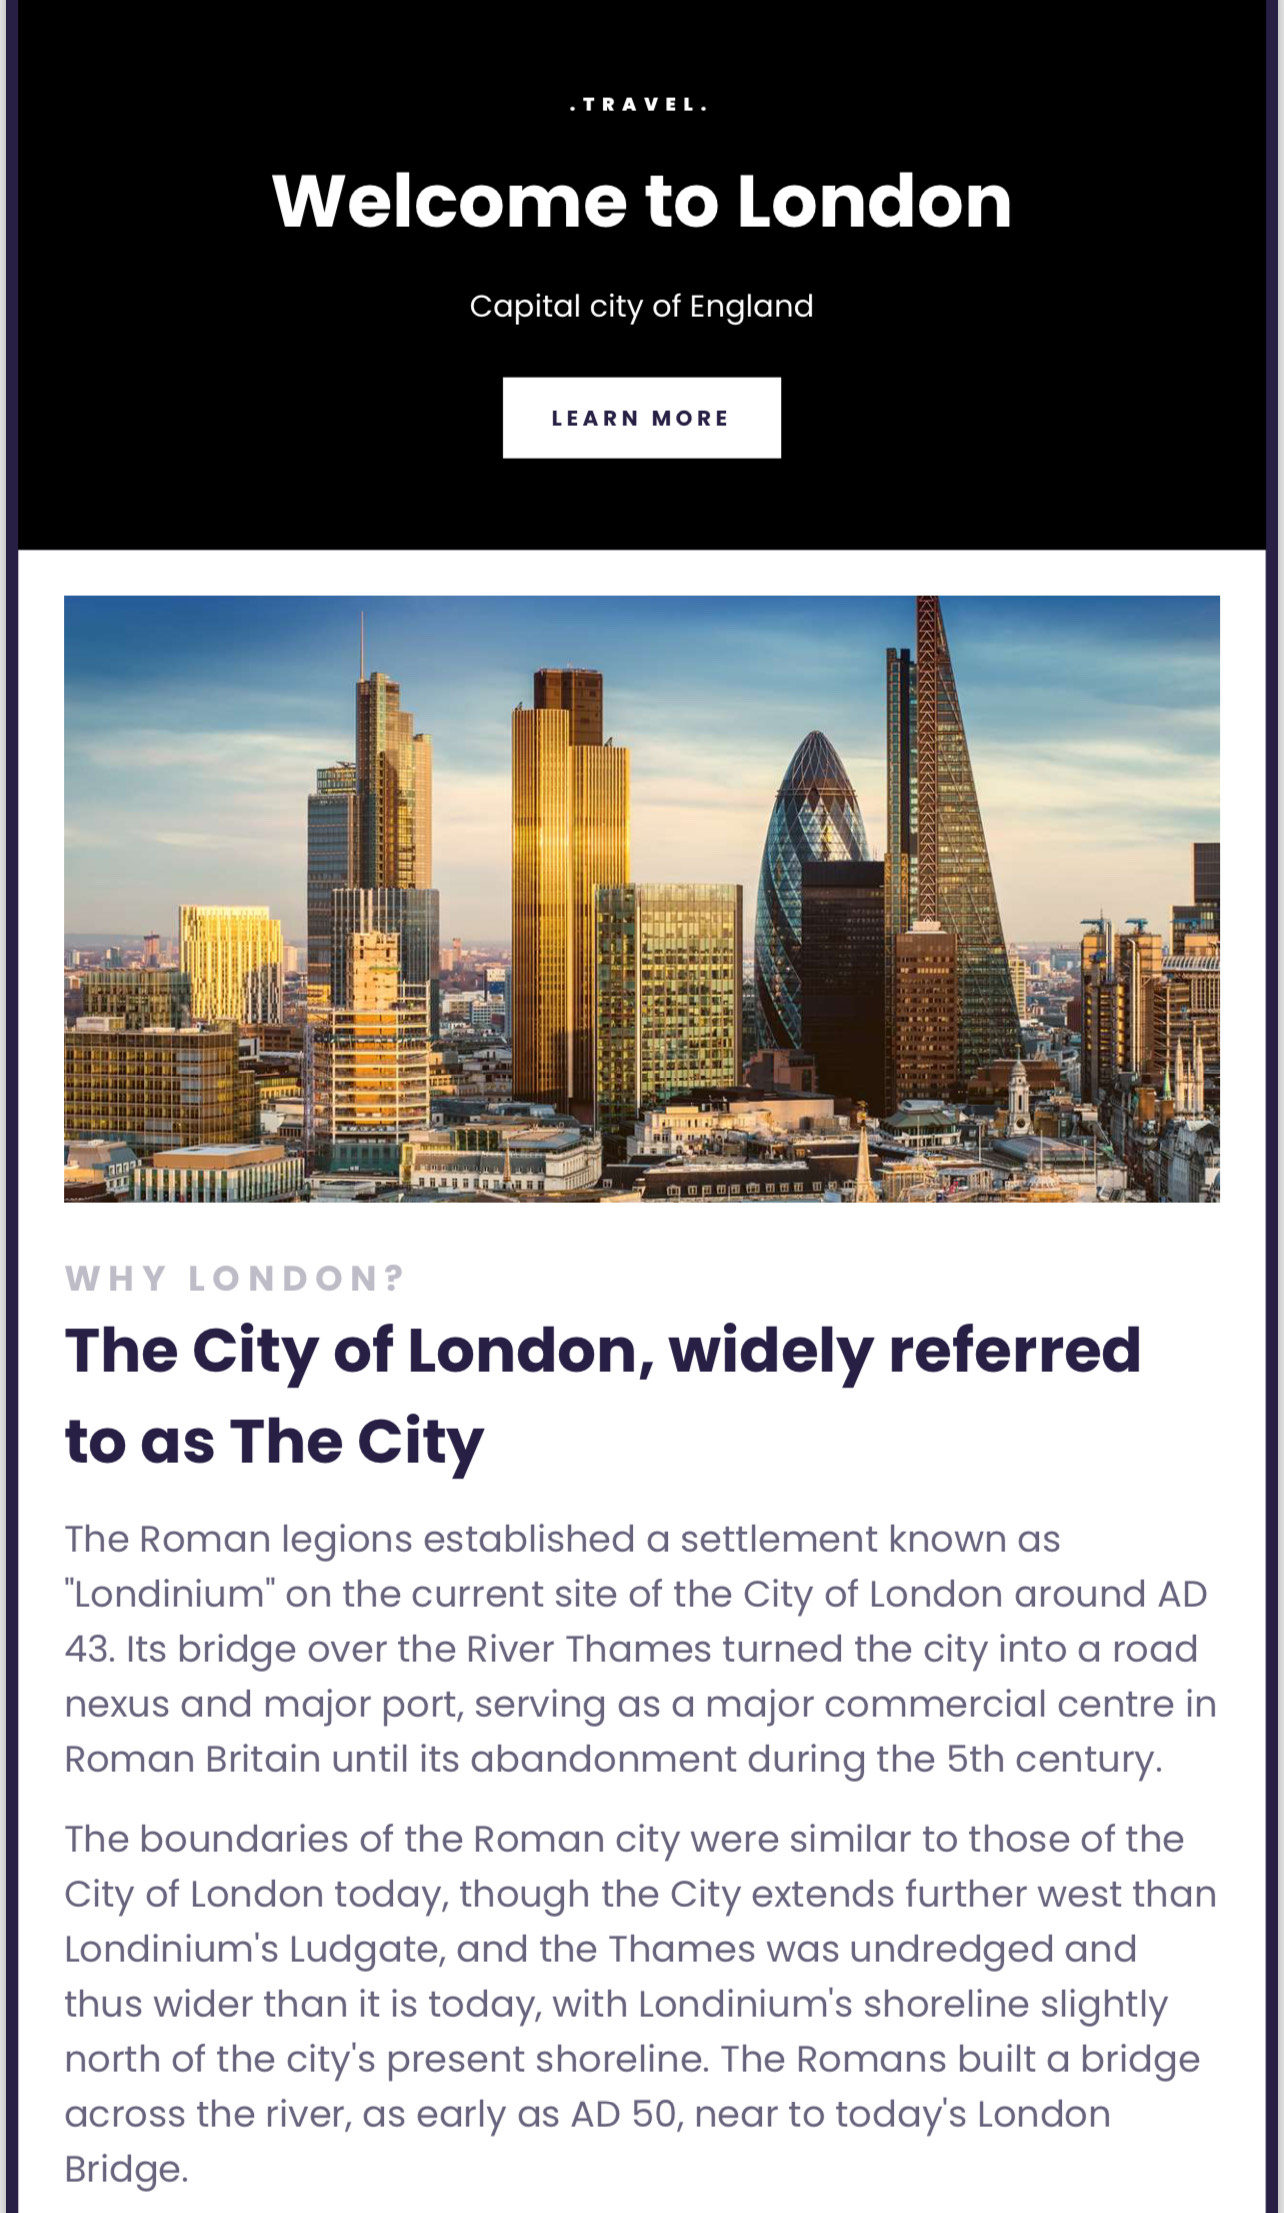 .TRAVEL.
Welcome to London
Capital city of England
LEARN MORE
WHY LONDON?
The City of London, widely referred
to as The City
The Roman legions established a settlement known as
"Londinium" on the current site of the City of London around AD
43. Its bridge over the River Thames turned the city into a road
nexus and major port, serving as a major commercial centre in
Roman Britain until its abandonment during the 5th century.
The boundaries of the Roman city were similar to those of the
City of London today, though the City extends further west than
Londinium's Ludgate, and the Thames was undredged and
thus wider than it is today, with Londinium's shoreline slightly
north of the city's present shoreline. The Romans built a bridge
across the river, as early as AD 50, near to today's London
Bridge.